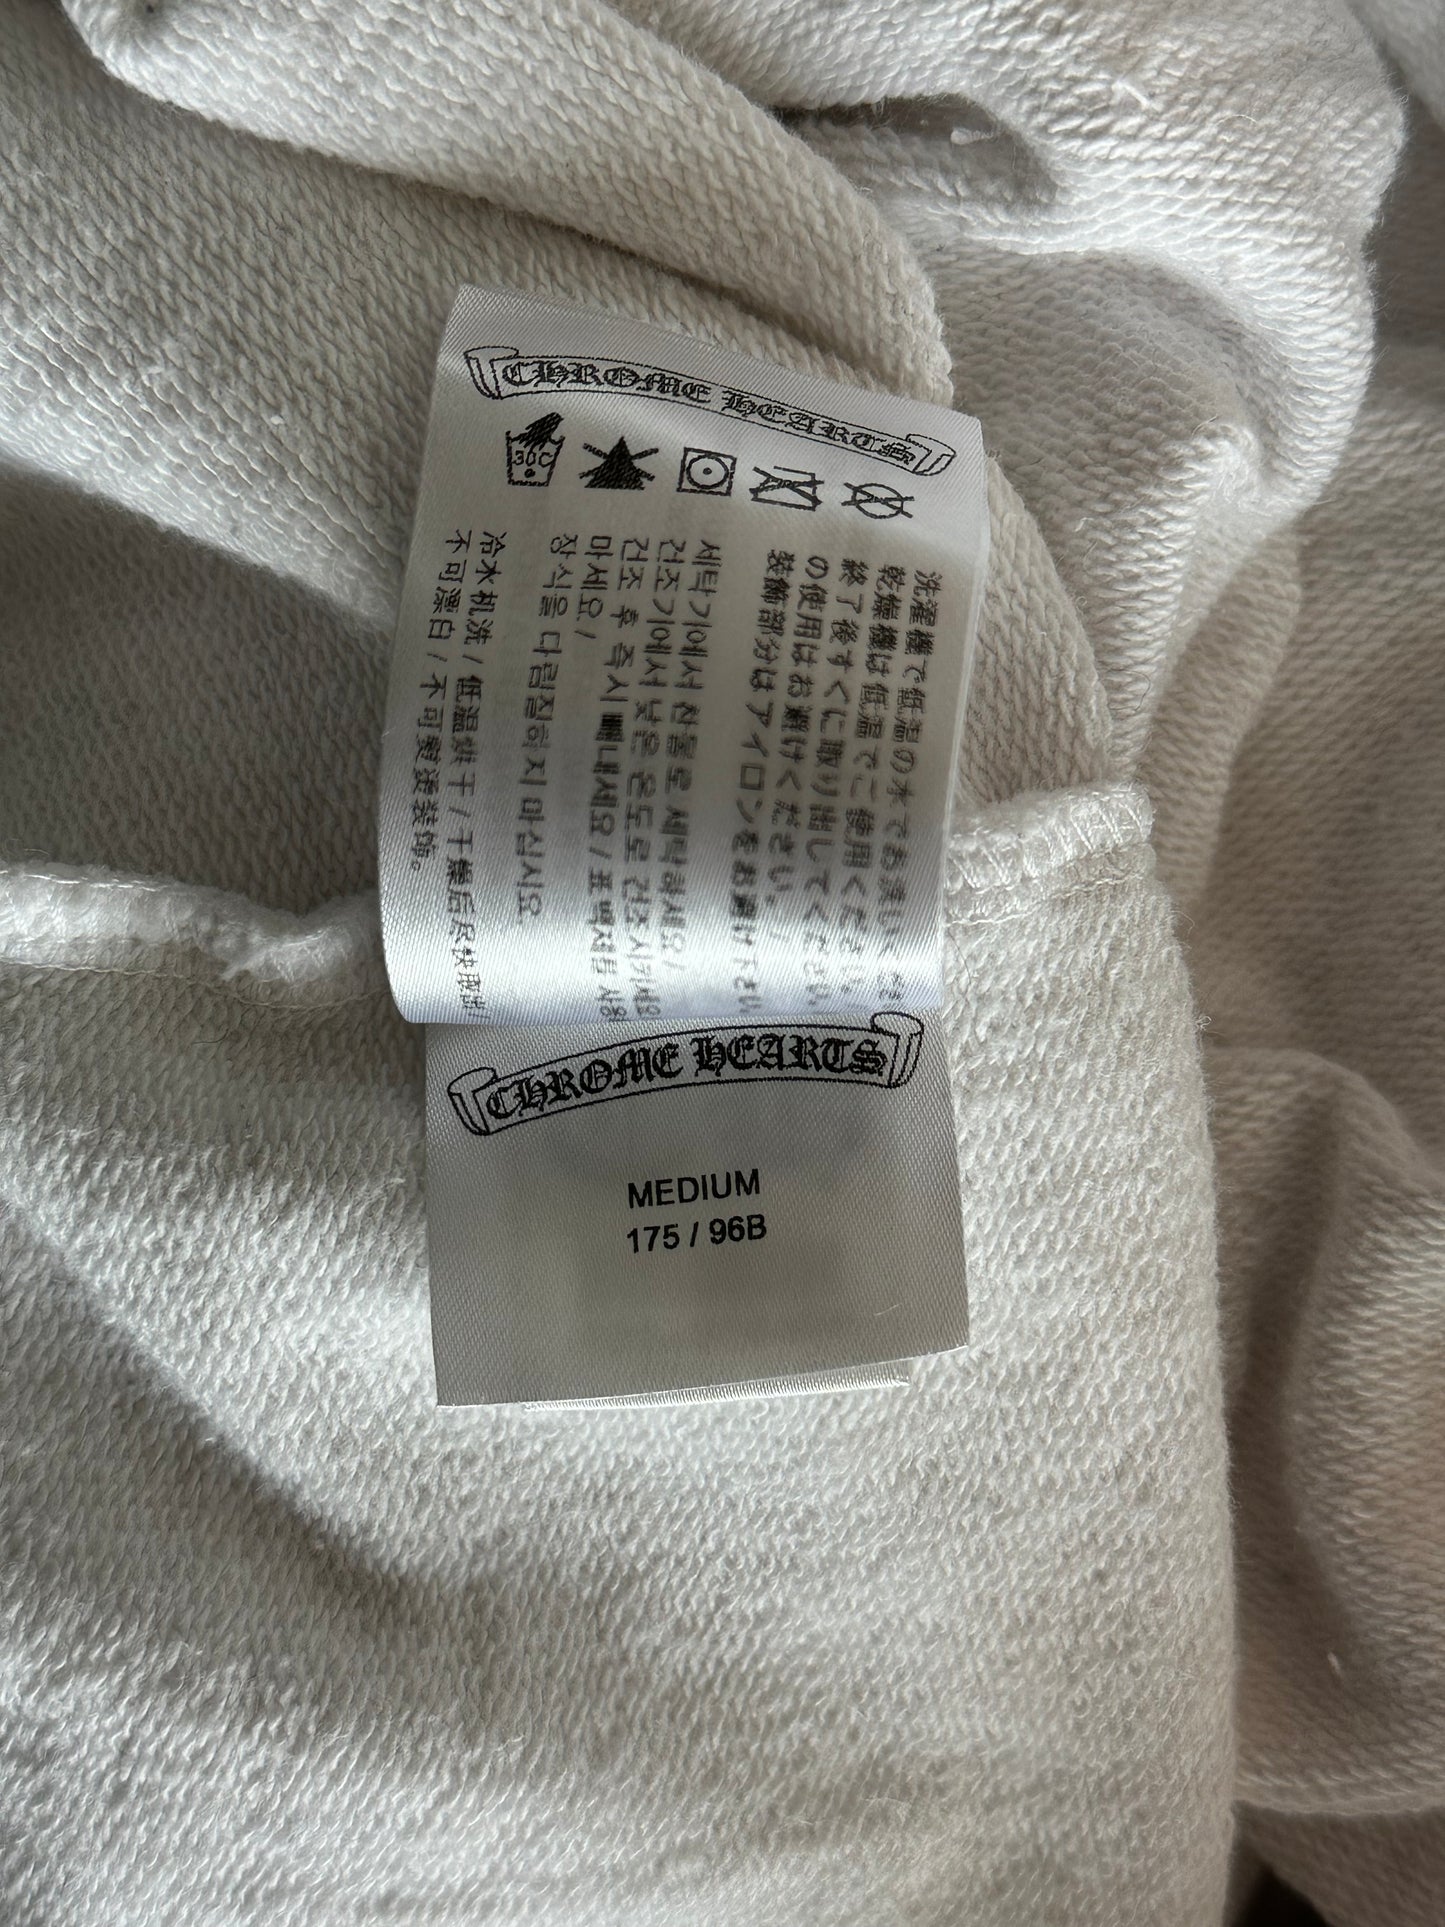 CHROME HEARTS
30C
洗濯機で低温の水でお洗い
乾燥機は低温でご使用ください。
終了後すぐに取り出してください。
の使用はお避けください。/
装飾部分はアイロンをお避け下さい。
세탁기에서 찬물로 세탁하세요/
건조기에서 낮은 온도로 건조시키세요
건조 후 즉시 빼내세요 / 표백제를 사용
마세요. /
장식을 다림질하지 마십시요
冷水机洗 / 低温烘干 / 干燥后尽快取出/
不可漂白 / 不可熨烫装饰。
CHROME HEARTS
MEDIUM
175 / 96B